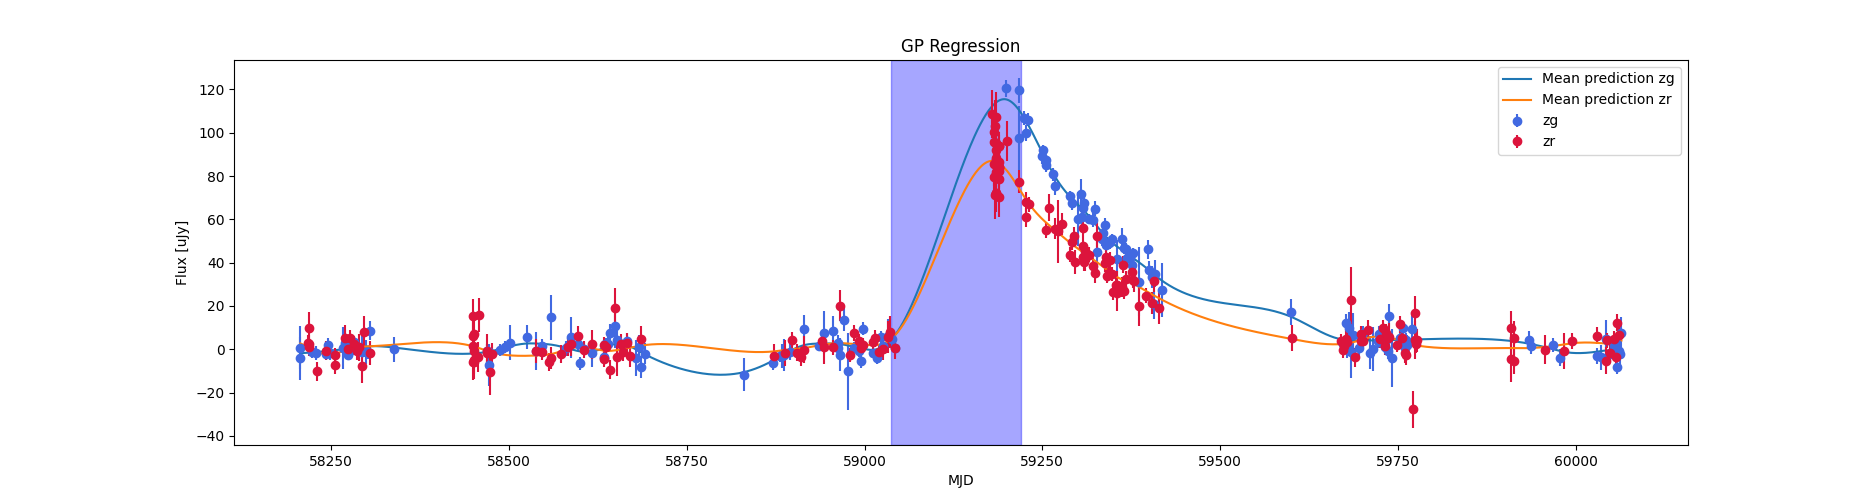 GP Regression
Mean prediction zg
Mean prediction zr
zg
zr
Flux [uJy]
120
100
80
60
40
20
0
−20
−40
58250 58500 58750 59000 59250 59500 59750 60000
MJD